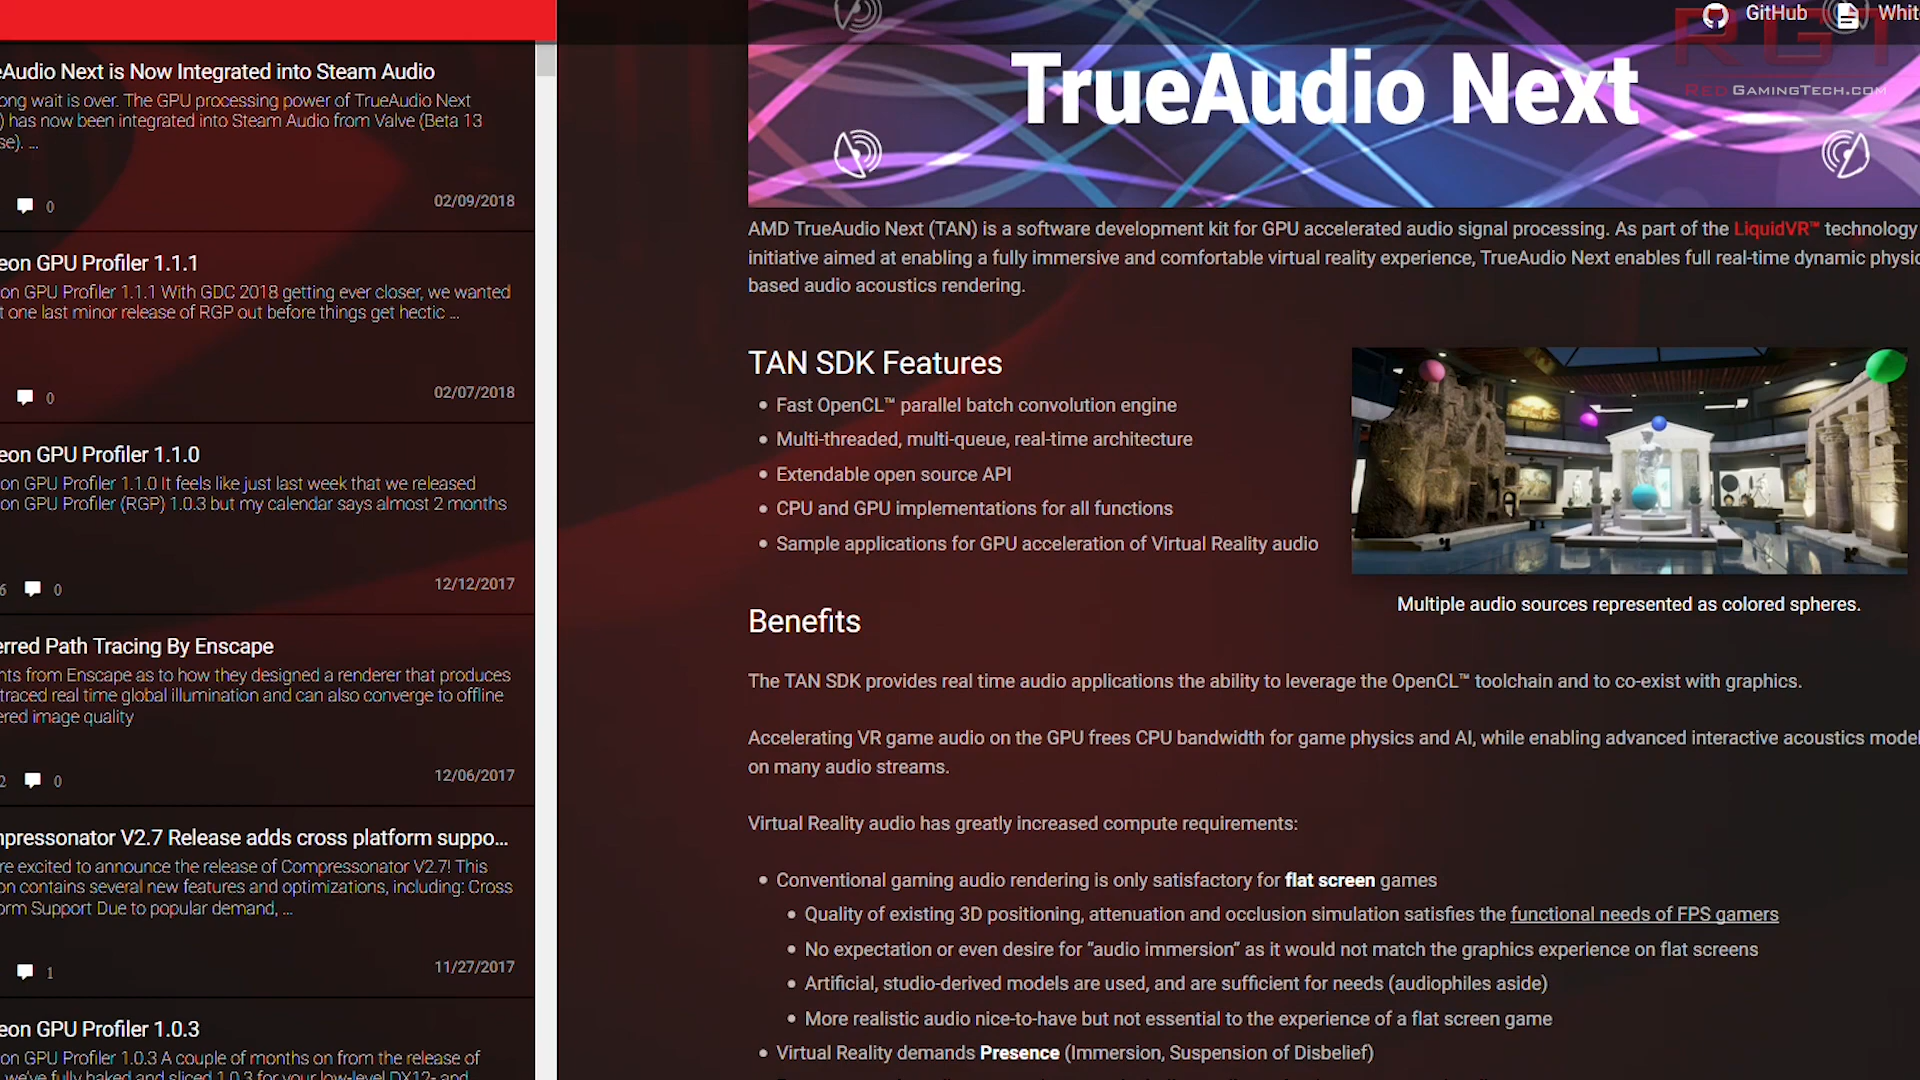 eAudio Next is Now Integrated into Steam Audio
ong wait is over. The GPU processing power of TrueAudio Next
) has now been integrated into Steam Audio from Valve (Beta 13
se). ...
0
02/09/2018
eon GPU Profiler 1.1.1
on GPU Profiler 1.1.1 With GDC 2018 getting ever closer, we wanted
t one last minor release of RGP out before things get hectic ...
0
02/07/2018
eon GPU Profiler 1.1.0
on GPU Profiler 1.1.0 It feels like just last week that we released
on GPU Profiler (RGP) 1.0.3 but my calendar says almost 2 months
6 0
12/12/2017
erred Path Tracing By Enscape
nts from Enscape as to how they designed a renderer that produces
traced real time global illumination and can also converge to offline
ered image quality
2 0
12/06/2017
mpressonator V2.7 Release adds cross platform suppo...
re excited to announce the release of Compressonator V2.7! This
on contains several new features and optimizations, including: Cross
orm Support Due to popular demand, ...
1
11/27/2017
eon GPU Profiler 1.0.3
on GPU Profiler 1.0.3 A couple of months on from the release of
we've fully baked and sliced 1.0.3 for your low-level DX12- and
GitHub
Whit
RGT
REDGAMINGTECH.COM
TrueAudio Next
AMD TrueAudio Next (TAN) is a software development kit for GPU accelerated audio signal processing. As part of the LiquidVR™ technology
initiative aimed at enabling a fully immersive and comfortable virtual reality experience, TrueAudio Next enables full real-time dynamic physic
based audio acoustics rendering.
TAN SDK Features
• Fast OpenCL™ parallel batch convolution engine
• Multi-threaded, multi-queue, real-time architecture
• Extendable open source API
• CPU and GPU implementations for all functions
• Sample applications for GPU acceleration of Virtual Reality audio
Multiple audio sources represented as colored spheres.
Benefits
The TAN SDK provides real time audio applications the ability to leverage the OpenCL™ toolchain and to co-exist with graphics.
Accelerating VR game audio on the GPU frees CPU bandwidth for game physics and AI, while enabling advanced interactive acoustics model
on many audio streams.
Virtual Reality audio has greatly increased compute requirements:
• Conventional gaming audio rendering is only satisfactory for flat screen games
• Quality of existing 3D positioning, attenuation and occlusion simulation satisfies the functional needs of FPS gamers
• No expectation or even desire for “audio immersion” as it would not match the graphics experience on flat screens
• Artificial, studio-derived models are used, and are sufficient for needs (audiophiles aside)
• More realistic audio nice-to-have but not essential to the experience of a flat screen game
• Virtual Reality demands Presence (Immersion, Suspension of Disbelief)